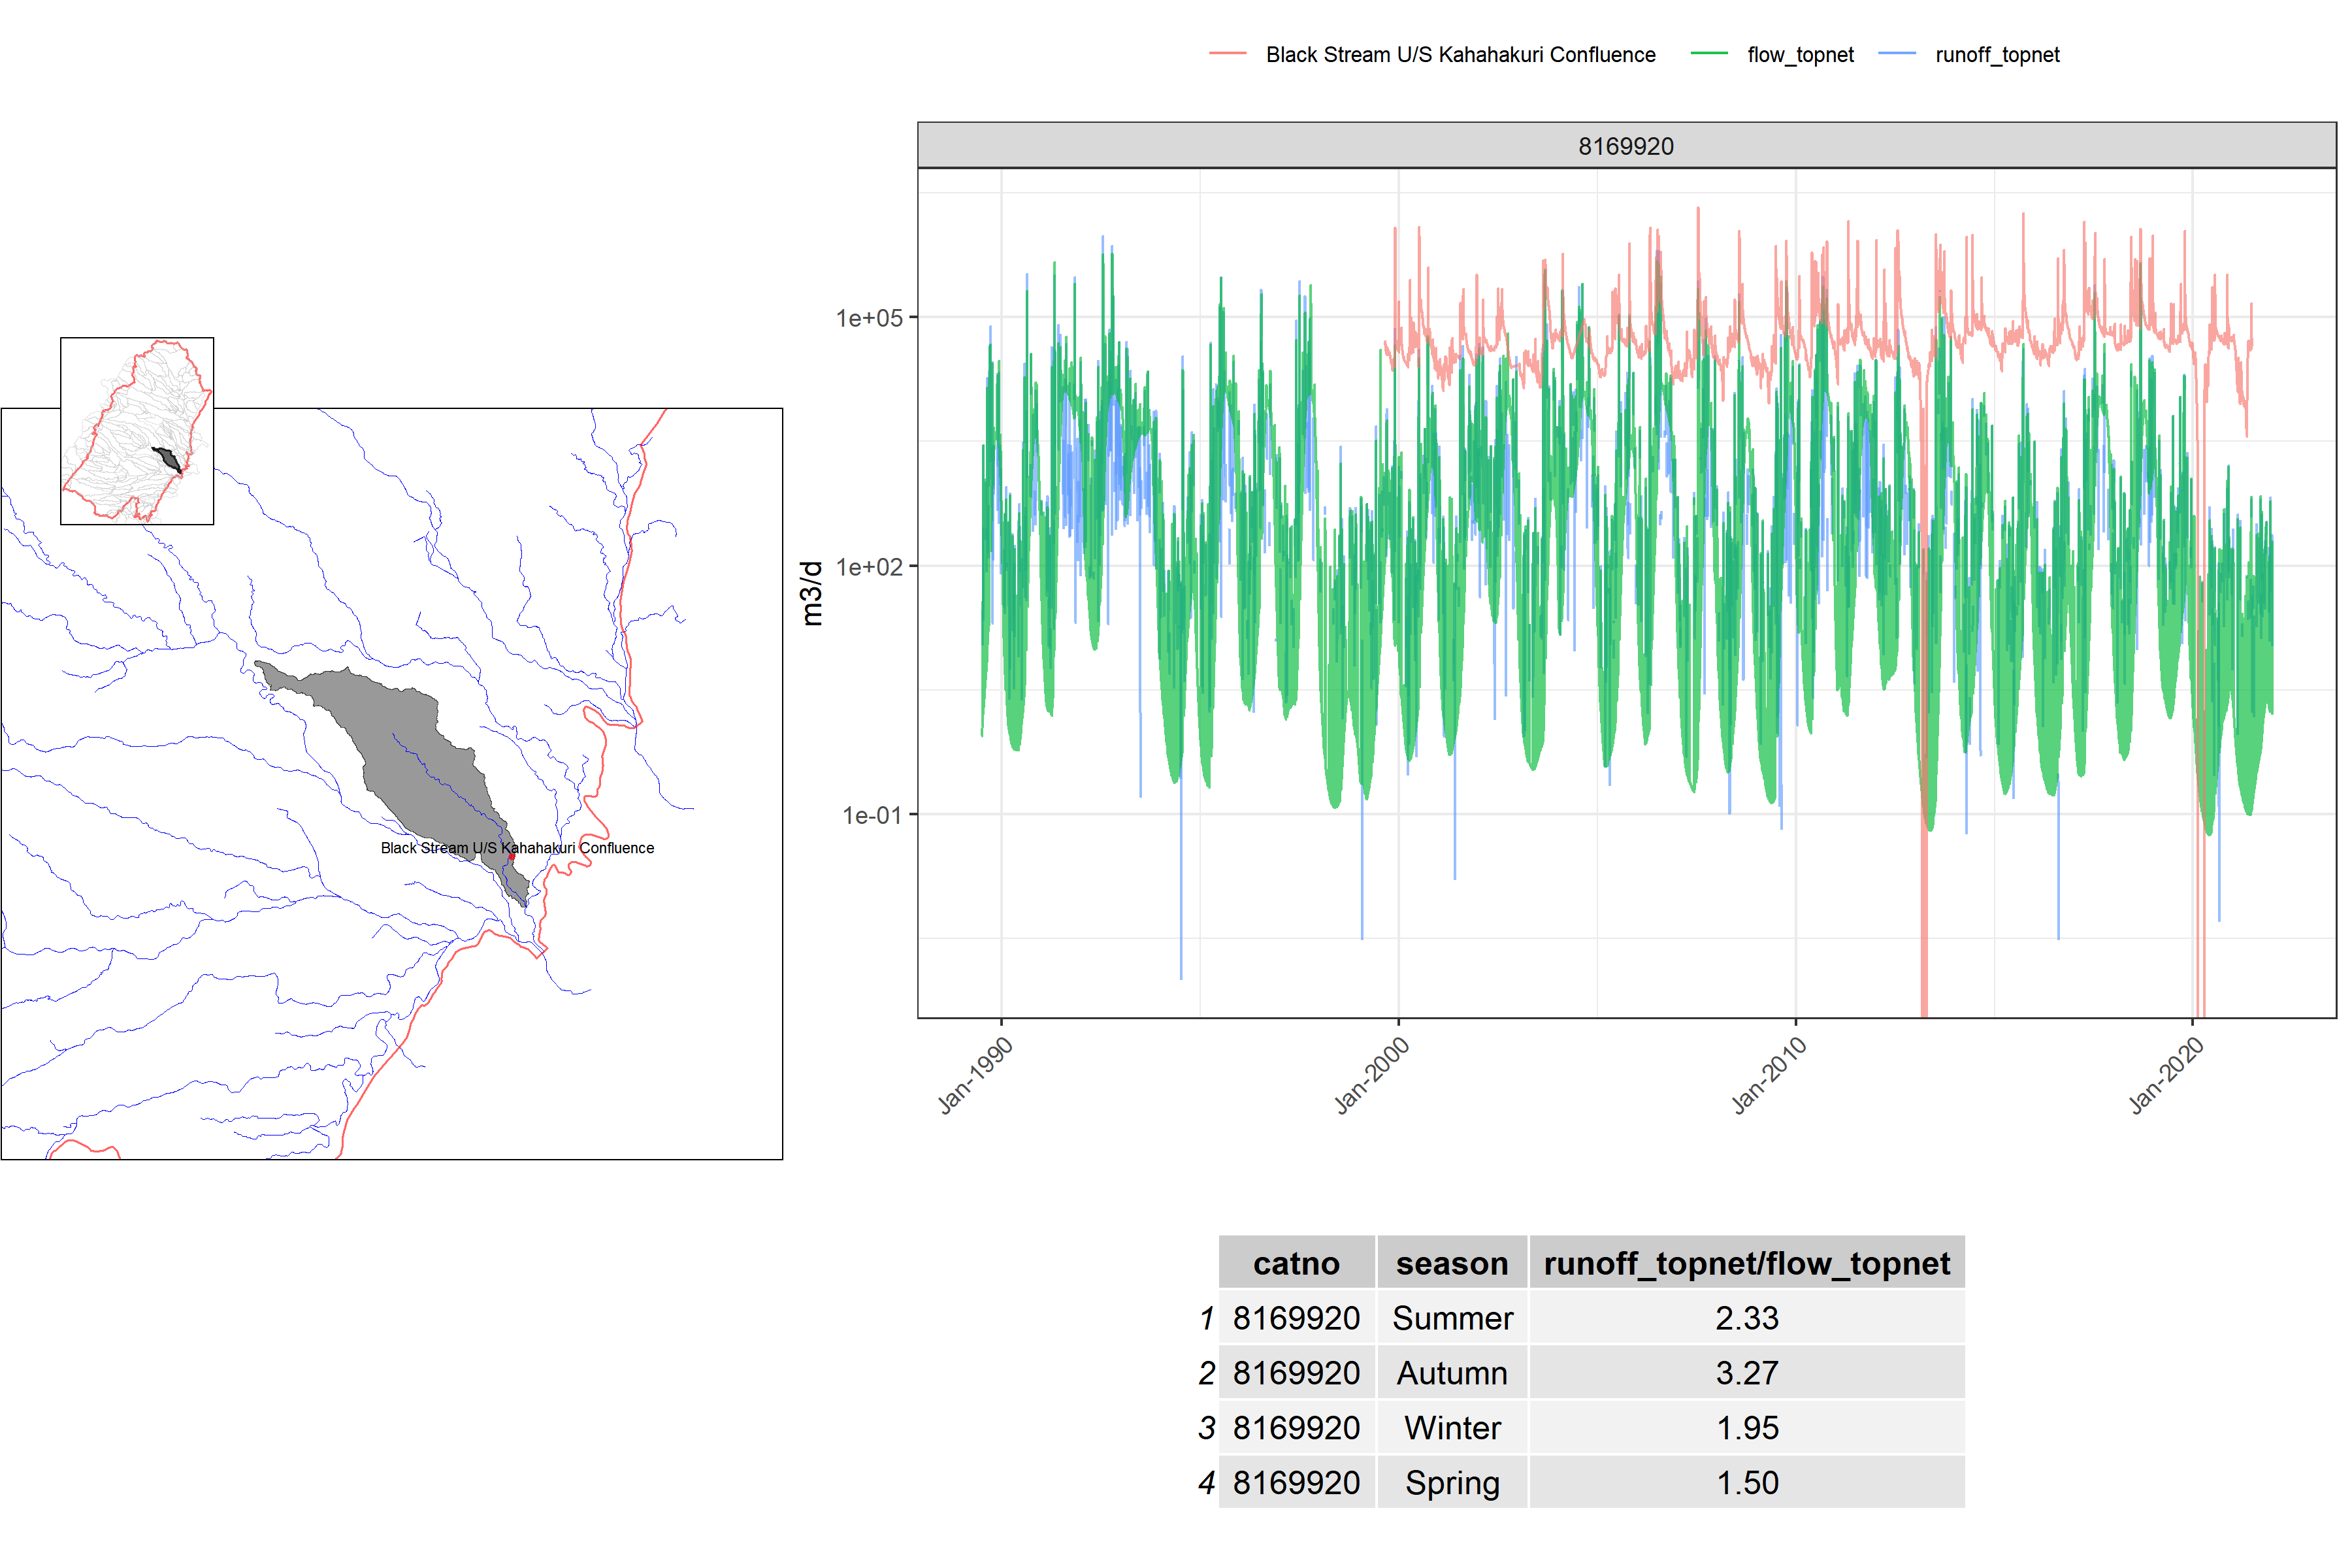 Black Stream U/S Kahahakuri Confluence flow_topnet runoff_topnet
8169920
1e+05
1e+02
1e-01
m3/d
Jan-1990 Jan-2000 Jan-2010 Jan-2020
Black Stream U/S Kahahakuri Confluence
catno season runoff_topnet/flow_topnet
1 8169920 Summer 2.33
2 8169920 Autumn 3.27
3 8169920 Winter 1.95
4 8169920 Spring 1.50